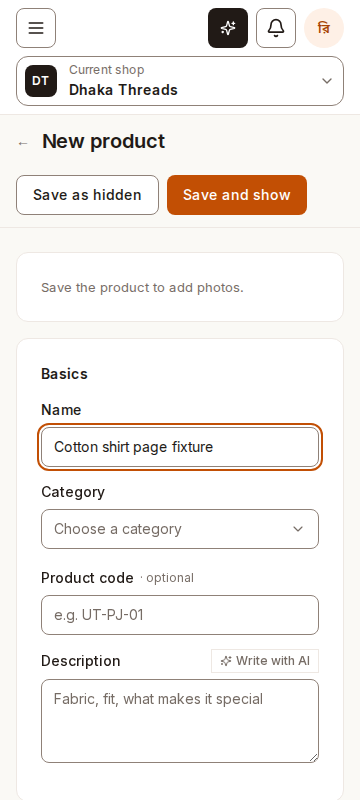 রি
Current shop
DT
Dhaka Threads
← New product
Save as hidden
Save and show
Save the product to add photos.
Basics
Name
Cotton shirt page fixture
Category
Choose a category
Product code · optional
e.g. UT-PJ-01
Description
Write with AI
Fabric, fit, what makes it special